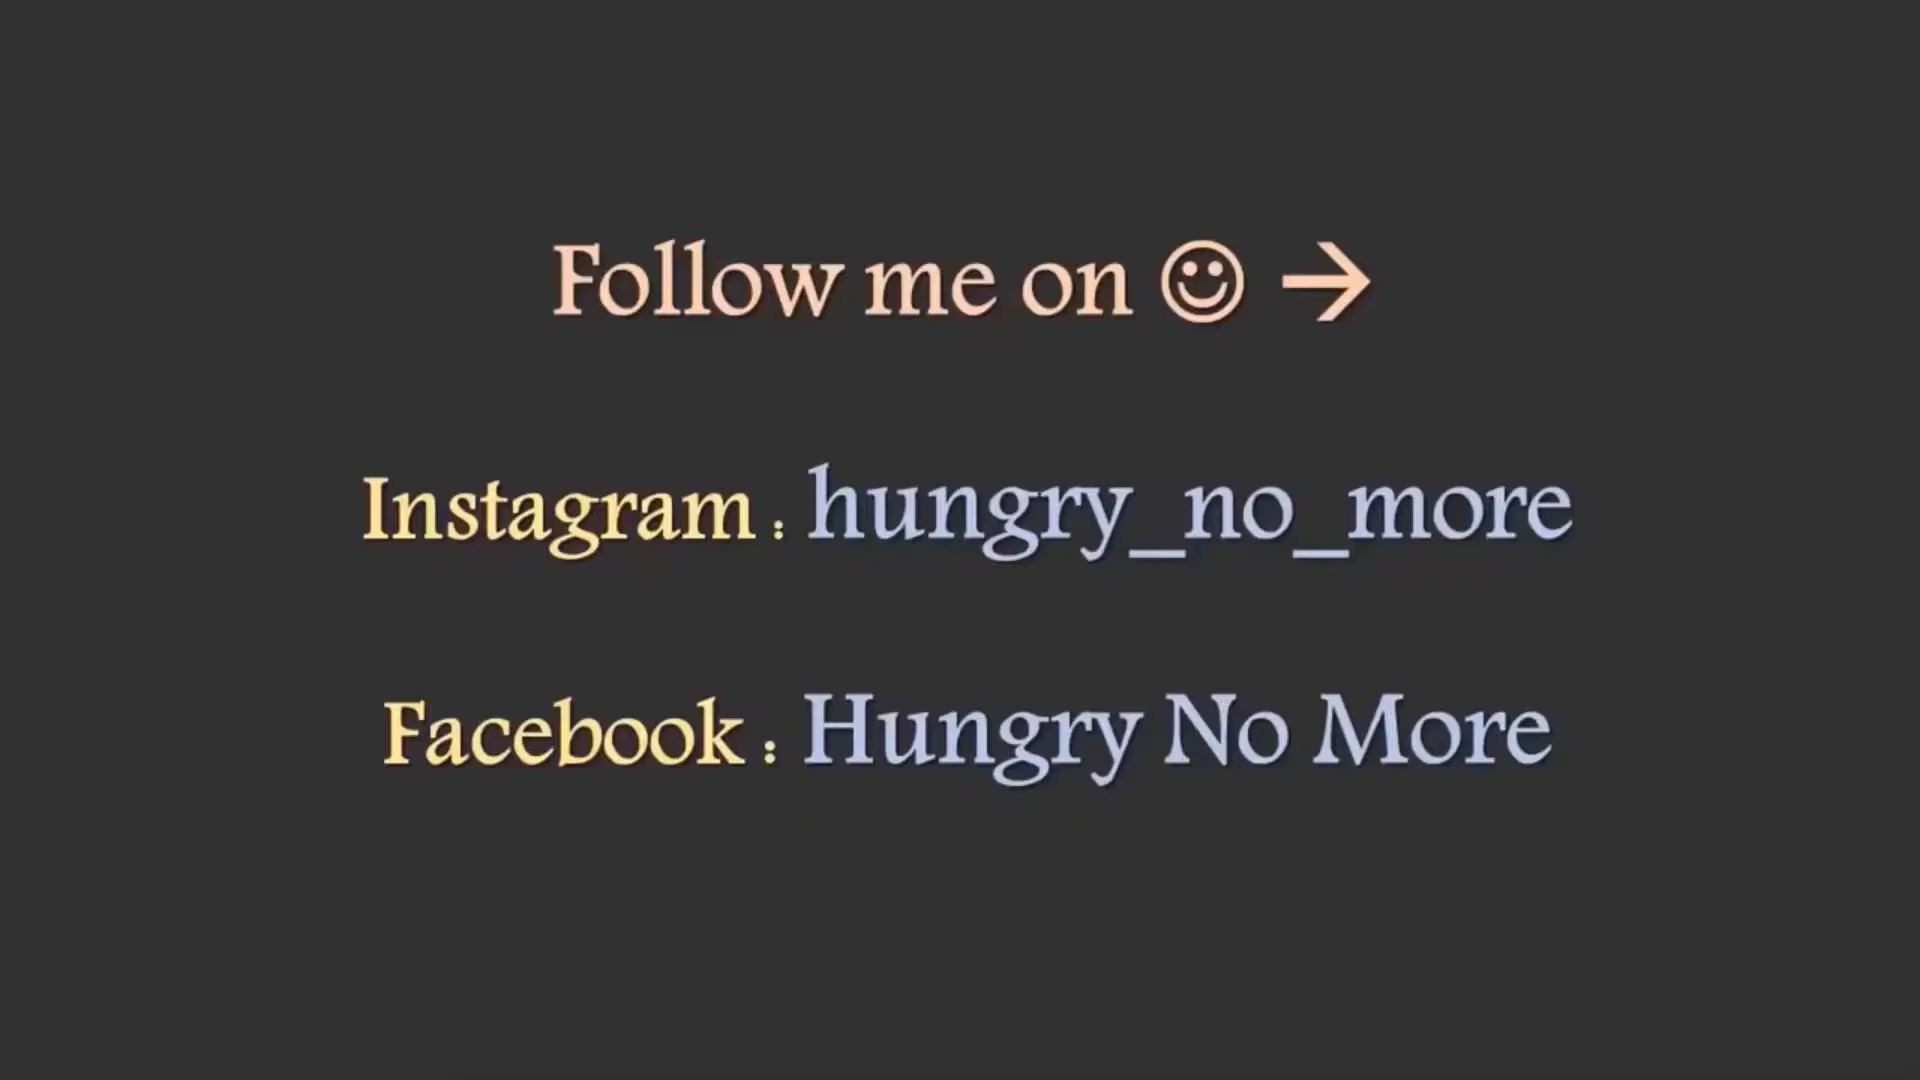 Follow me on ☺ →
Instagram : hungry_no_more
Facebook : Hungry No More